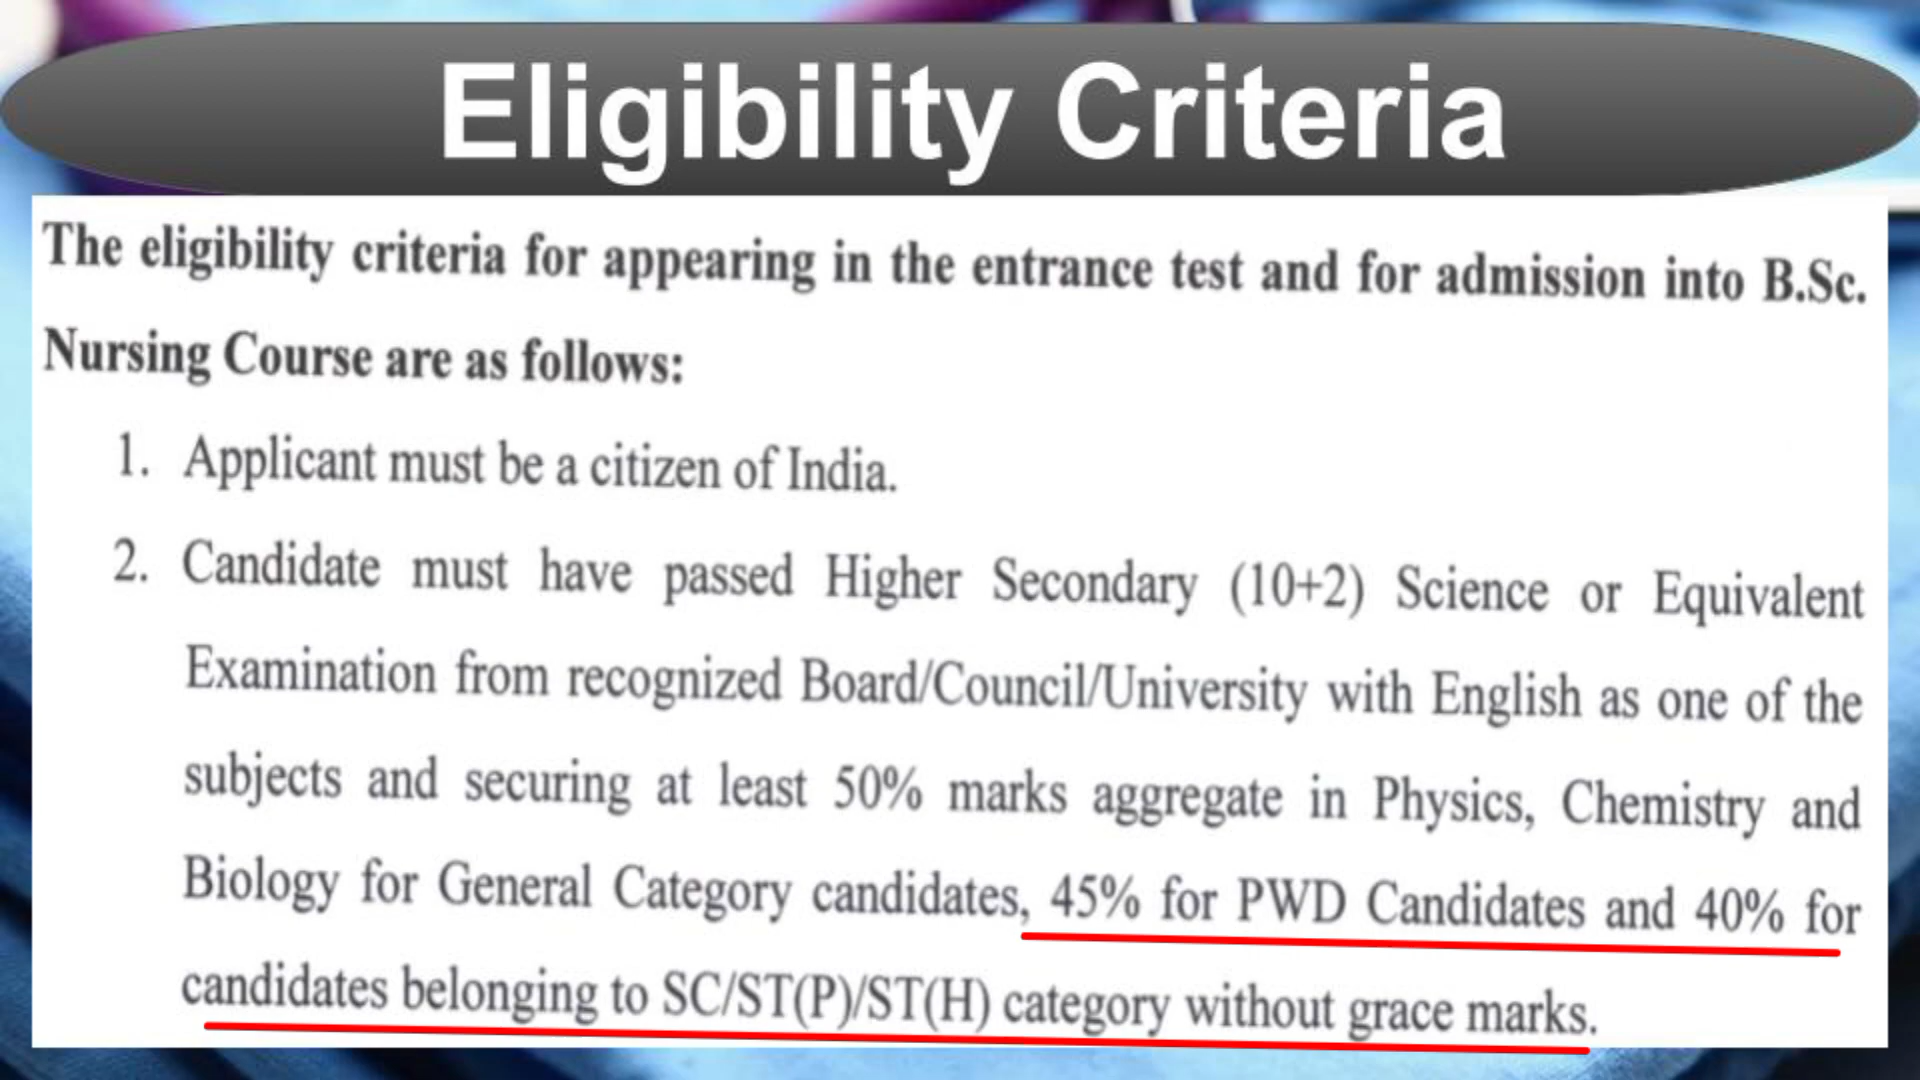 Eligibility Criteria
The eligibility criteria for appearing in the entrance test and for admission into B.Sc.
Nursing Course are as follows:
1. Applicant must be a citizen of India.
2. Candidate must have passed Higher Secondary (10+2) Science or Equivalent
Examination from recognized Board/Council/University with English as one of the
subjects and securing at least 50% marks aggregate in Physics, Chemistry and
Biology for General Category candidates, 45% for PWD Candidates and 40% for
candidates belonging to SC/ST(P)/ST(H) category without grace marks.